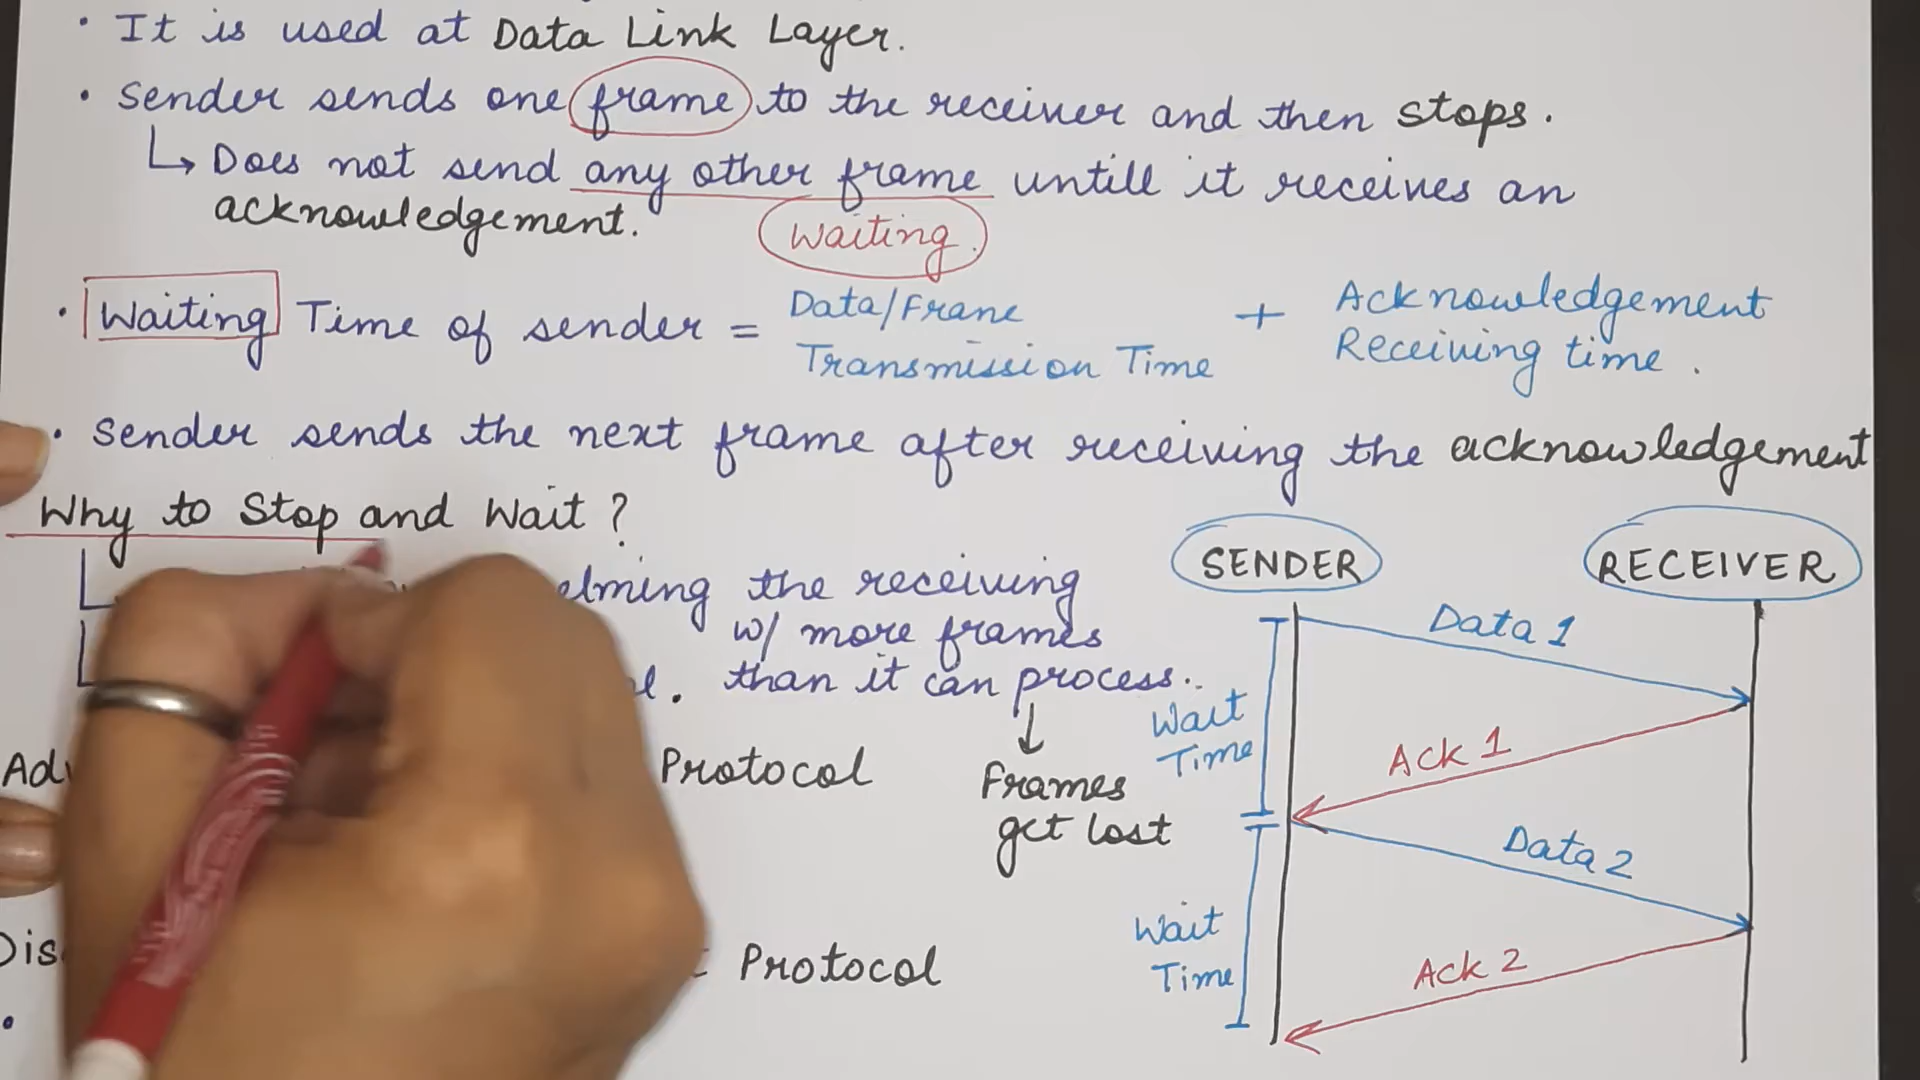 • It is used at Data Link Layer.
• Sender sends one frame to the receiver and then stops.
↳ Does not send any other frame untill it receives an
acknowledgement.
Waiting
• Waiting Time of sender = Data/Frane
Transmission Time + Acknowledgement
Receiving time.
• Sender sends the next frame after receiving the acknowledgement
Why to Stop and Wait ?
the receiving
w/ more frames
than it can process.
↓
Frames
get lost
Protocol
Protocol
•
SENDER
RECEIVER
Data 1
Wait
Time
Ack 1
Data 2
Wait
Time
Ack 2